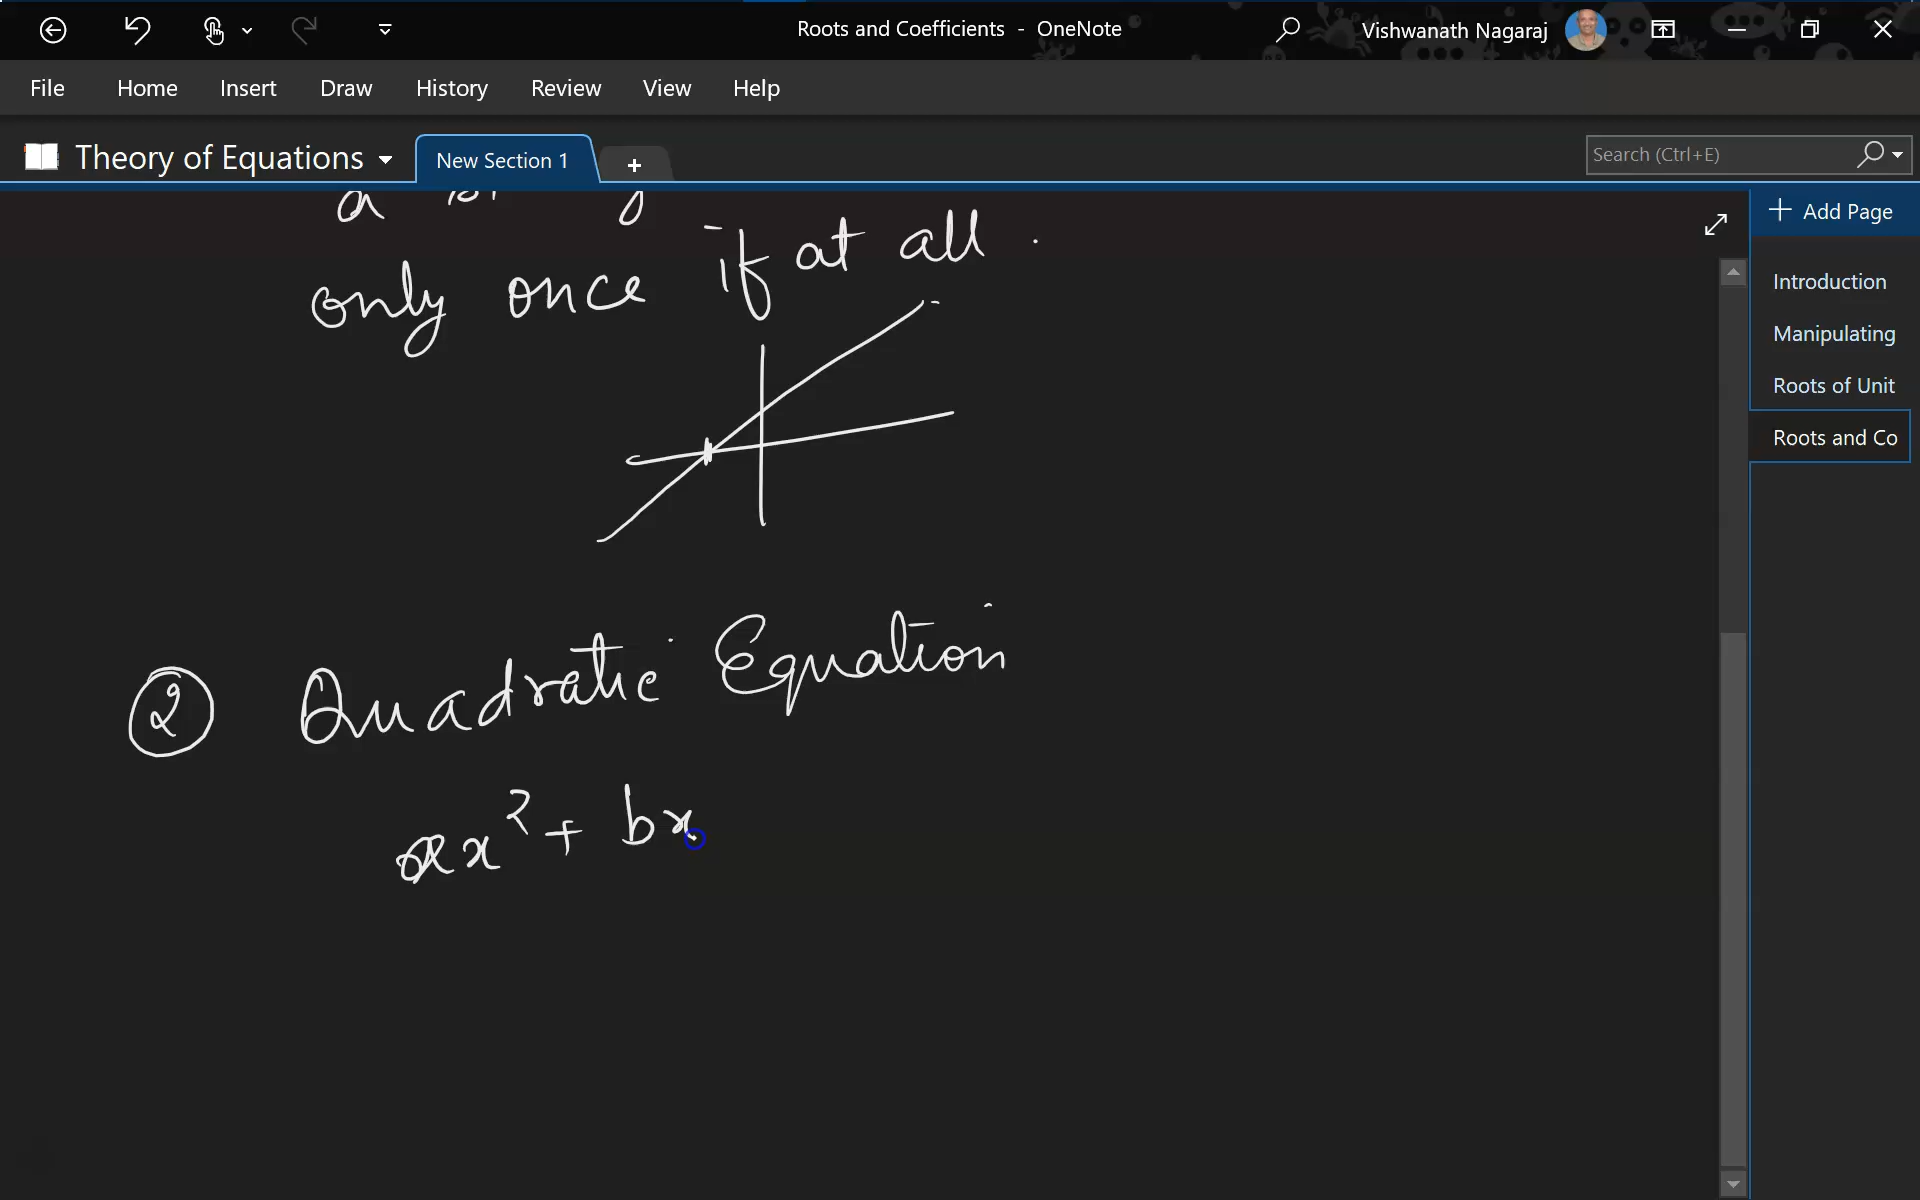 Roots and Coefficients - OneNote
Vishwanath Nagaraj
File Home Insert Draw History Review View Help
Theory of Equations
New Section 1
+
Search (Ctrl+E)
Add Page
Introduction
Manipulating
Roots of Unit
Roots and Co
a
only once if at all .
② Quadratic Equation
ax² + bx